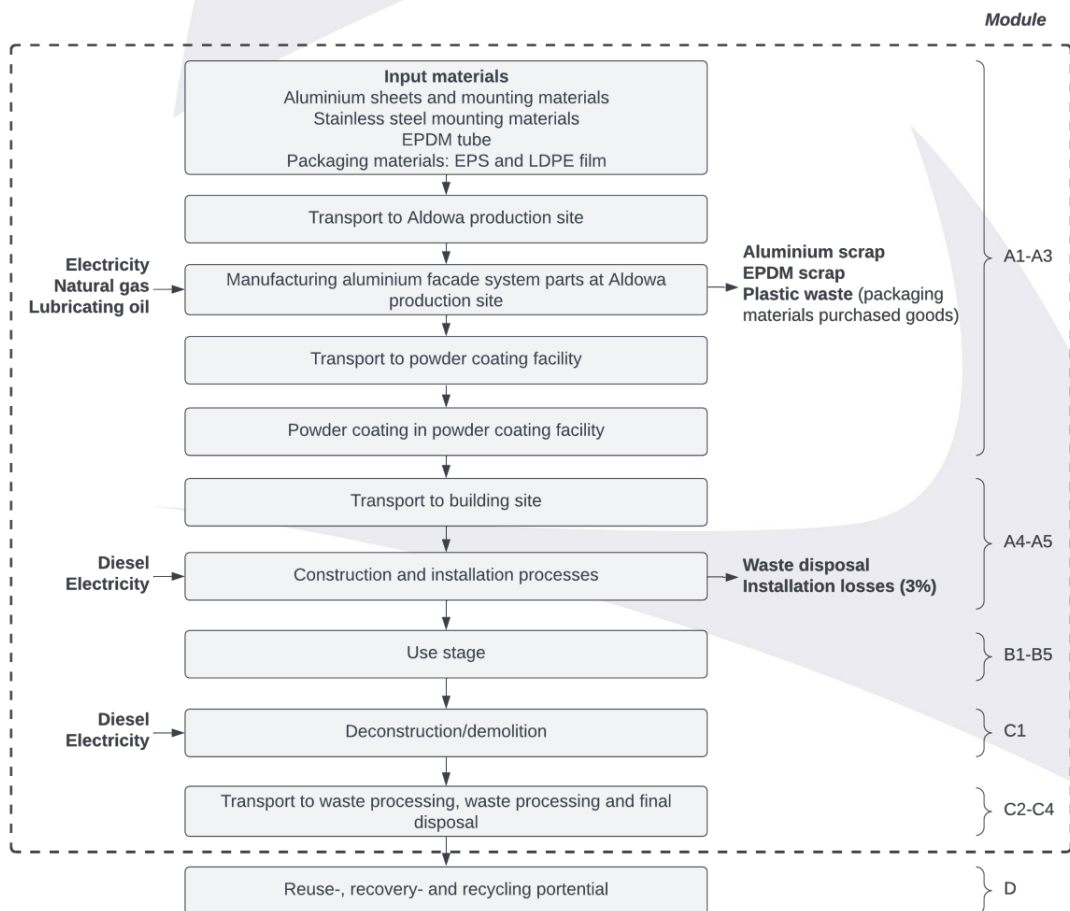 Module
Input materials
Aluminium sheets and mounting materials
Stainless steel mounting materials
EPDM tube
Packaging materials: EPS and LDPE film
Transport to Aldowa production site
Electricity
Natural gas
Lubricating oil
Manufacturing aluminium facade system parts at Aldowa
production site
Aluminium scrap
EPDM scrap
Plastic waste (packaging
materials purchased goods)
A1-A3
Transport to powder coating facility
Powder coating in powder coating facility
Transport to building site
Diesel
Electricity
Construction and installation processes
Waste disposal
Installation losses (3%)
A4-A5
Use stage
B1-B5
Diesel
Electricity
Deconstruction/demolition
C1
Transport to waste processing, waste processing and final
disposal
C2-C4
Reuse-, recovery- and recycling portential
D